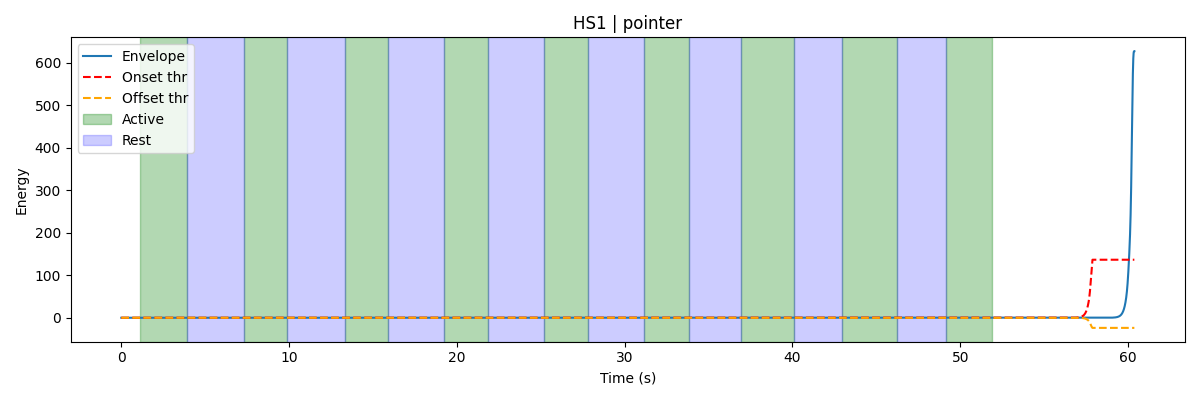 HS1 | pointer
Envelope
Onset thr
Offset thr
Active
Rest
Energy
600
500
400
300
200
100
0
0
10
20
30
40
50
60
Time (s)